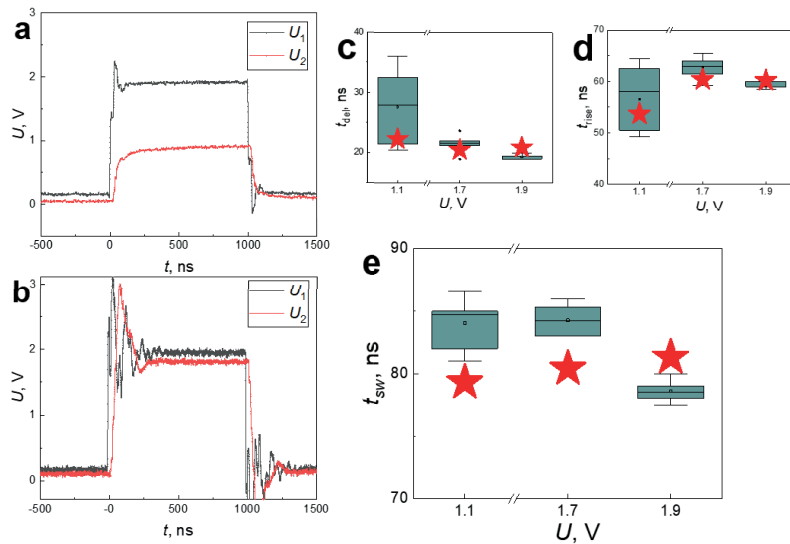 a
U, V
3
2
1
0
U1
U2
-500
0
500
1000
1500
t, ns
b
U, V
3
2
1
0
U1
U2
-500
0
500
1000
1500
t, ns
c
tdel, ns
40
30
20
10
1.1
1.7
1.9
U, V
d
trise, ns
70
60
50
40
1.1
1.7
1.9
U, V
e
tsw, ns
90
80
70
1.1
1.7
1.9
U, V